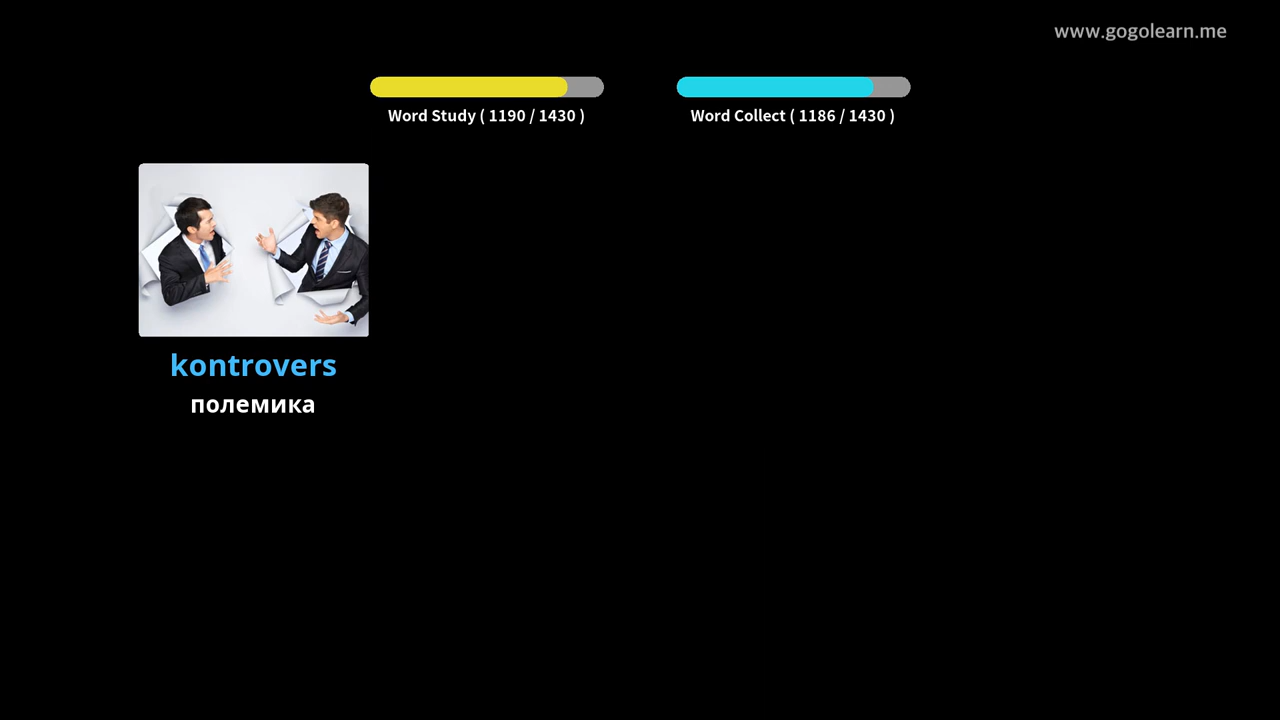 www.gogolearn.me
Word Study ( 1190 / 1430 )
Word Collect ( 1186 / 1430 )
kontrovers
полемика